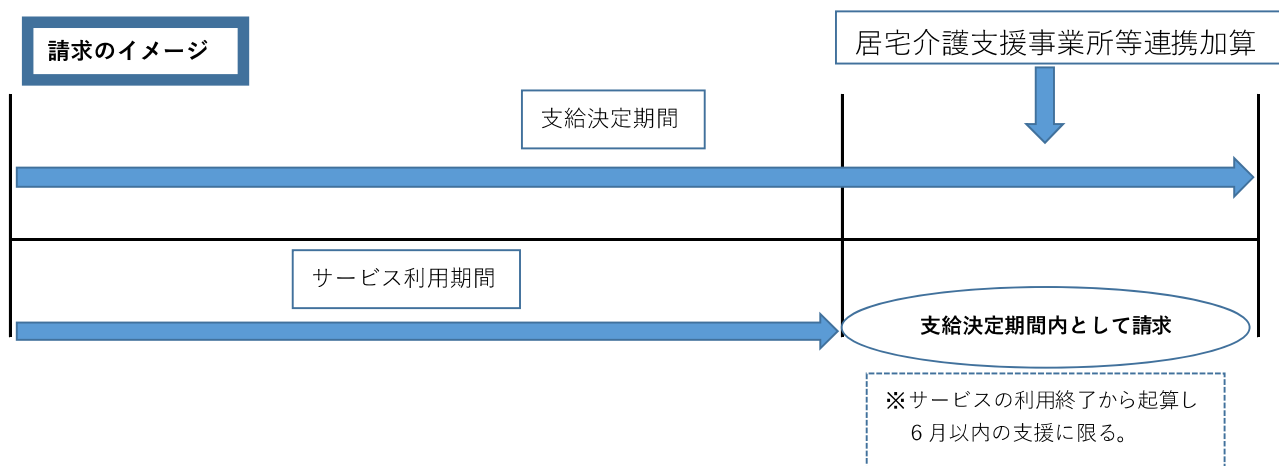 請求のイメージ
居宅介護支援事業所等連携加算
支給決定期間
サービス利用期間
支給決定期間内として請求
※サービスの利用終了から起算し
6月以内の支援に限る。